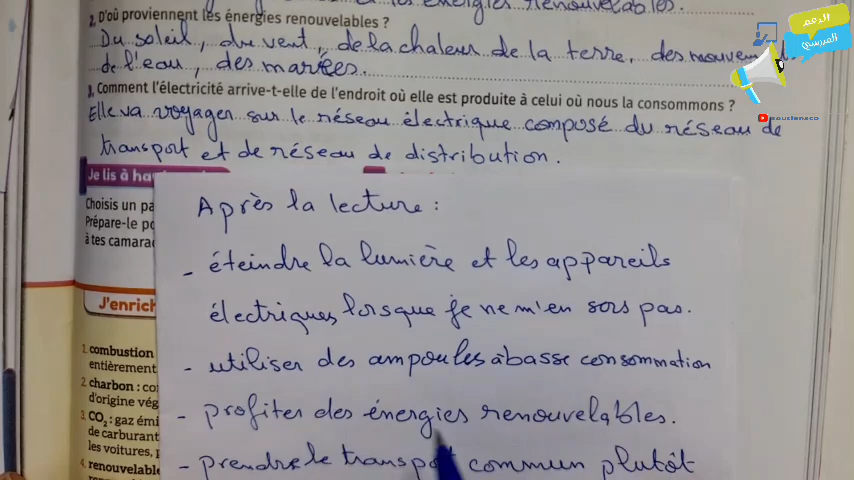 les énergies renouvelables.
2. D'où proviennent les énergies renouvelables ?
Du soleil, du vent, de la chaleur de la terre, des mouvem
de l'eau, des marées.
3. Comment l'électricité arrive-t-elle de l'endroit où elle est produite à celui où nous la consommons ?
Elle va voyager sur le réseau électrique composé du réseau de
transport et de réseau de distribution.
Je lis à ha
Choisis un pa
Prépare-le po
à tes camara
J'enrich
1. combustion
entièrement
2. charbon : co
d'origine vég
3. CO₂ : gaz émi
de carburant
les voitures, p
4. renouvelable
Après la lecture :
- éteindre la lumière et les appareils
électriques lorsque je ne m'en sers pas.
- utiliser des ampoules à basse consommation
- profiter des énergies renouvelables.
- prendre le transport commun plutôt
الدعم
المدرسي